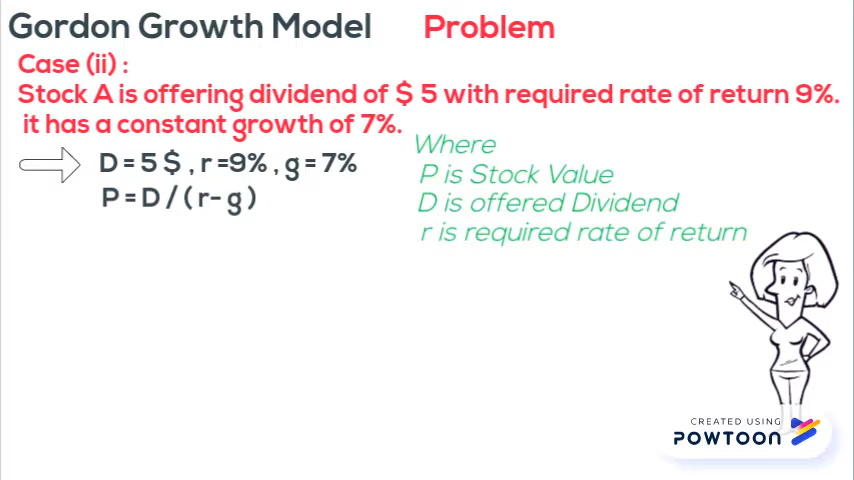 Gordon Growth Model Problem
Case (ii) :
Stock A is offering dividend of $ 5 with required rate of return 9%.
it has a constant growth of 7%.
D = 5 $ , r =9% , g = 7%
P = D / ( r- g )
Where
P is Stock Value
D is offered Dividend
r is required rate of return
CREATED USING
POWTOON